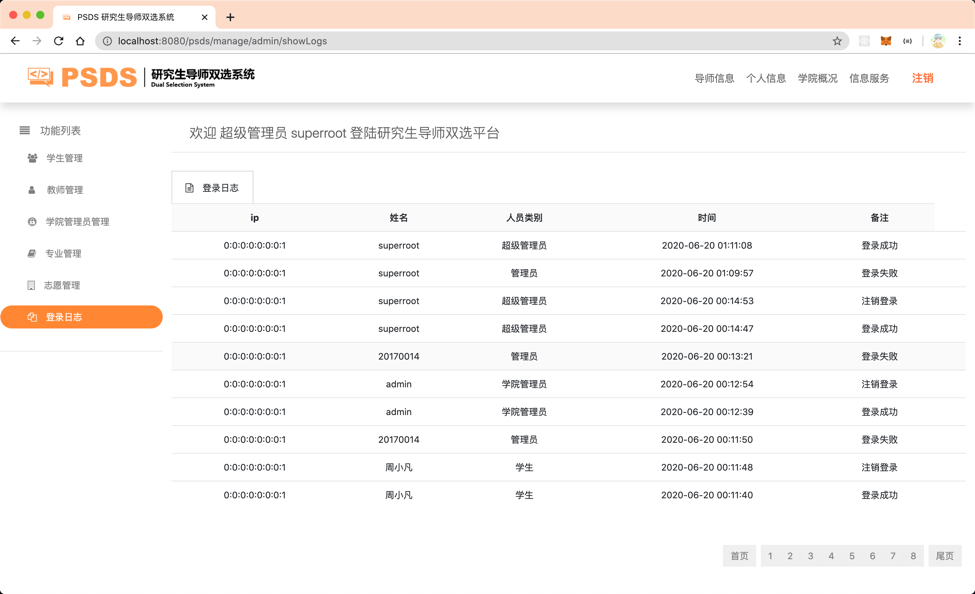 PSDS 研究生导师双选系统
localhost:8080/psds/manage/admin/showLogs
PSDS 研究生导师双选系统
Dual Selection System
导师信息 个人信息 学院概况 信息服务 注销
功能列表
学生管理
教师管理
学院管理员管理
专业管理
志愿管理
登录日志
欢迎 超级管理员 superroot 登陆研究生导师双选平台
登录日志
ip 姓名 人员类别 时间 备注
0:0:0:0:0:0:0:1 superroot 超级管理员 2020-06-20 01:11:08 登录成功
0:0:0:0:0:0:0:1 superroot 管理员 2020-06-20 01:09:57 登录失败
0:0:0:0:0:0:0:1 superroot 超级管理员 2020-06-20 00:14:53 注销登录
0:0:0:0:0:0:0:1 superroot 超级管理员 2020-06-20 00:14:47 登录成功
0:0:0:0:0:0:0:1 20170014 管理员 2020-06-20 00:13:21 登录失败
0:0:0:0:0:0:0:1 admin 学院管理员 2020-06-20 00:12:54 注销登录
0:0:0:0:0:0:0:1 admin 学院管理员 2020-06-20 00:12:39 登录成功
0:0:0:0:0:0:0:1 20170014 管理员 2020-06-20 00:11:50 登录失败
0:0:0:0:0:0:0:1 周小凡 学生 2020-06-20 00:11:48 注销登录
0:0:0:0:0:0:0:1 周小凡 学生 2020-06-20 00:11:40 登录成功
首页 1 2 3 4 5 6 7 8 尾页